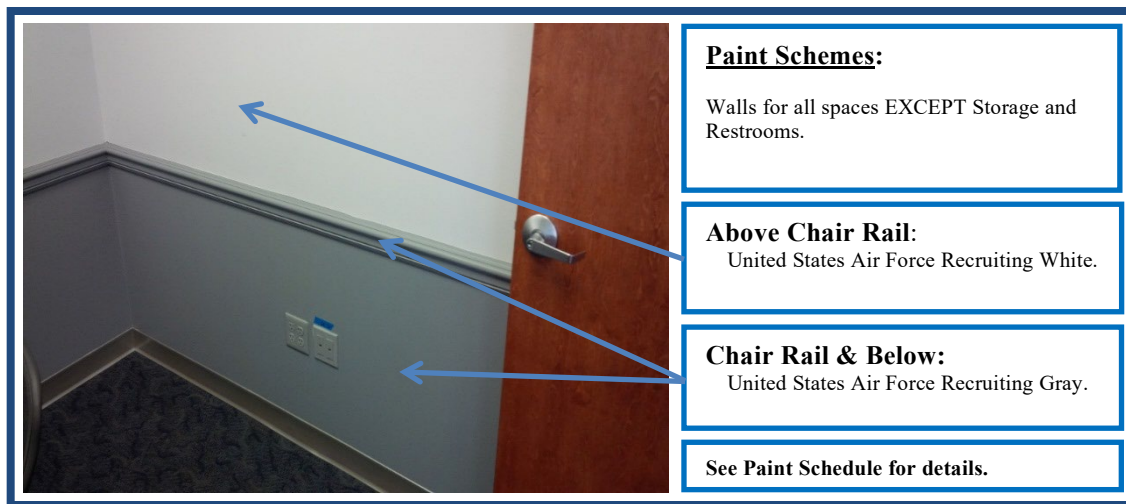 Paint Schemes:
Walls for all spaces EXCEPT Storage and
Restrooms.
Above Chair Rail:
United States Air Force Recruiting White.
Chair Rail & Below:
United States Air Force Recruiting Gray.
See Paint Schedule for details.